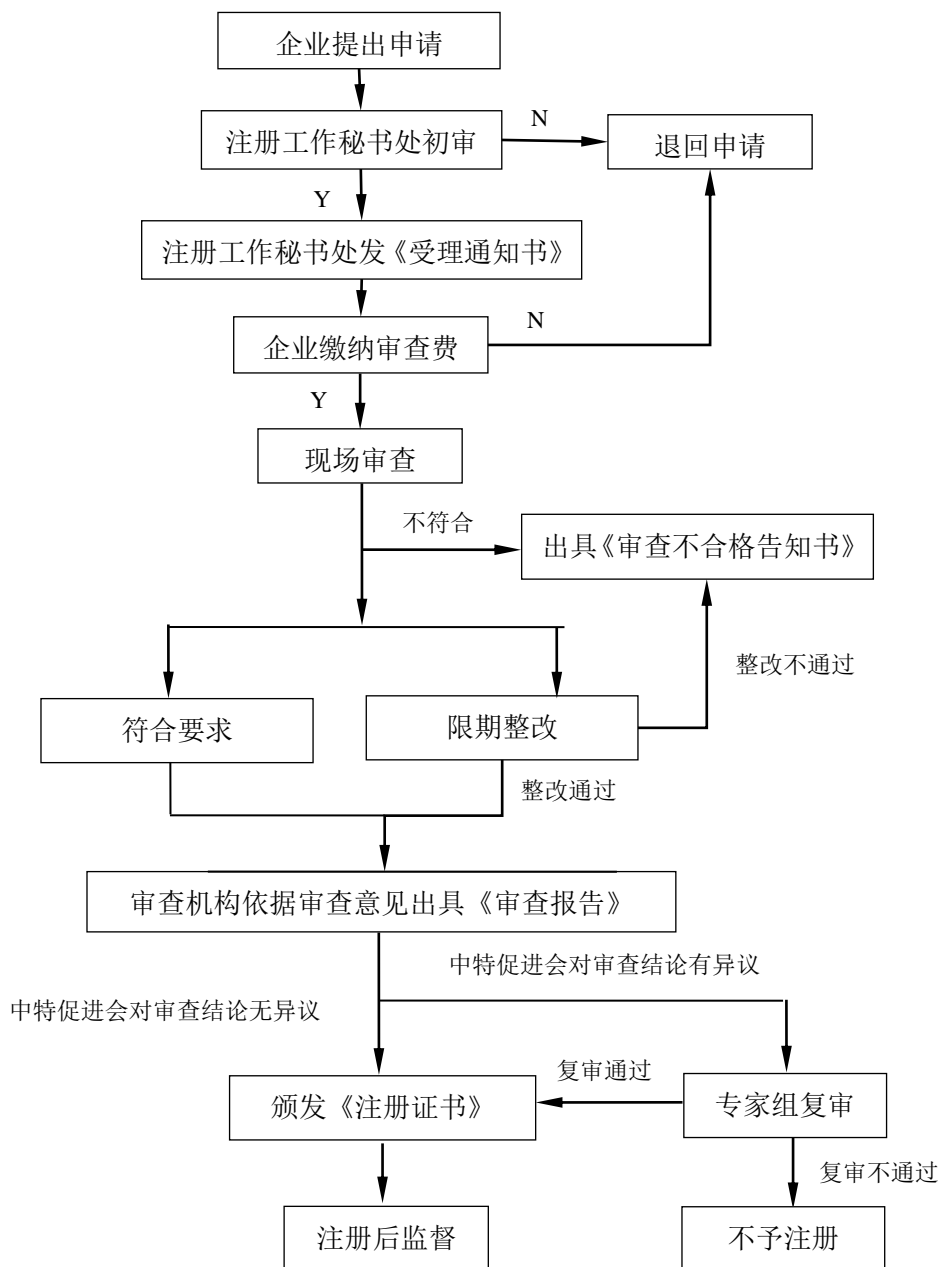 企业提出申请
N
注册工作秘书处初审
退回申请
Y
注册工作秘书处发《受理通知书》
N
企业缴纳审查费
Y
现场审查
不符合
出具《审查不合格告知书》
整改不通过
符合要求
限期整改
整改通过
审查机构依据审查意见出具《审查报告》
中特促进会对审查结论有异议
中特促进会对审查结论无异议
复审通过
颁发《注册证书》
专家组复审
复审不通过
注册后监督
不予注册